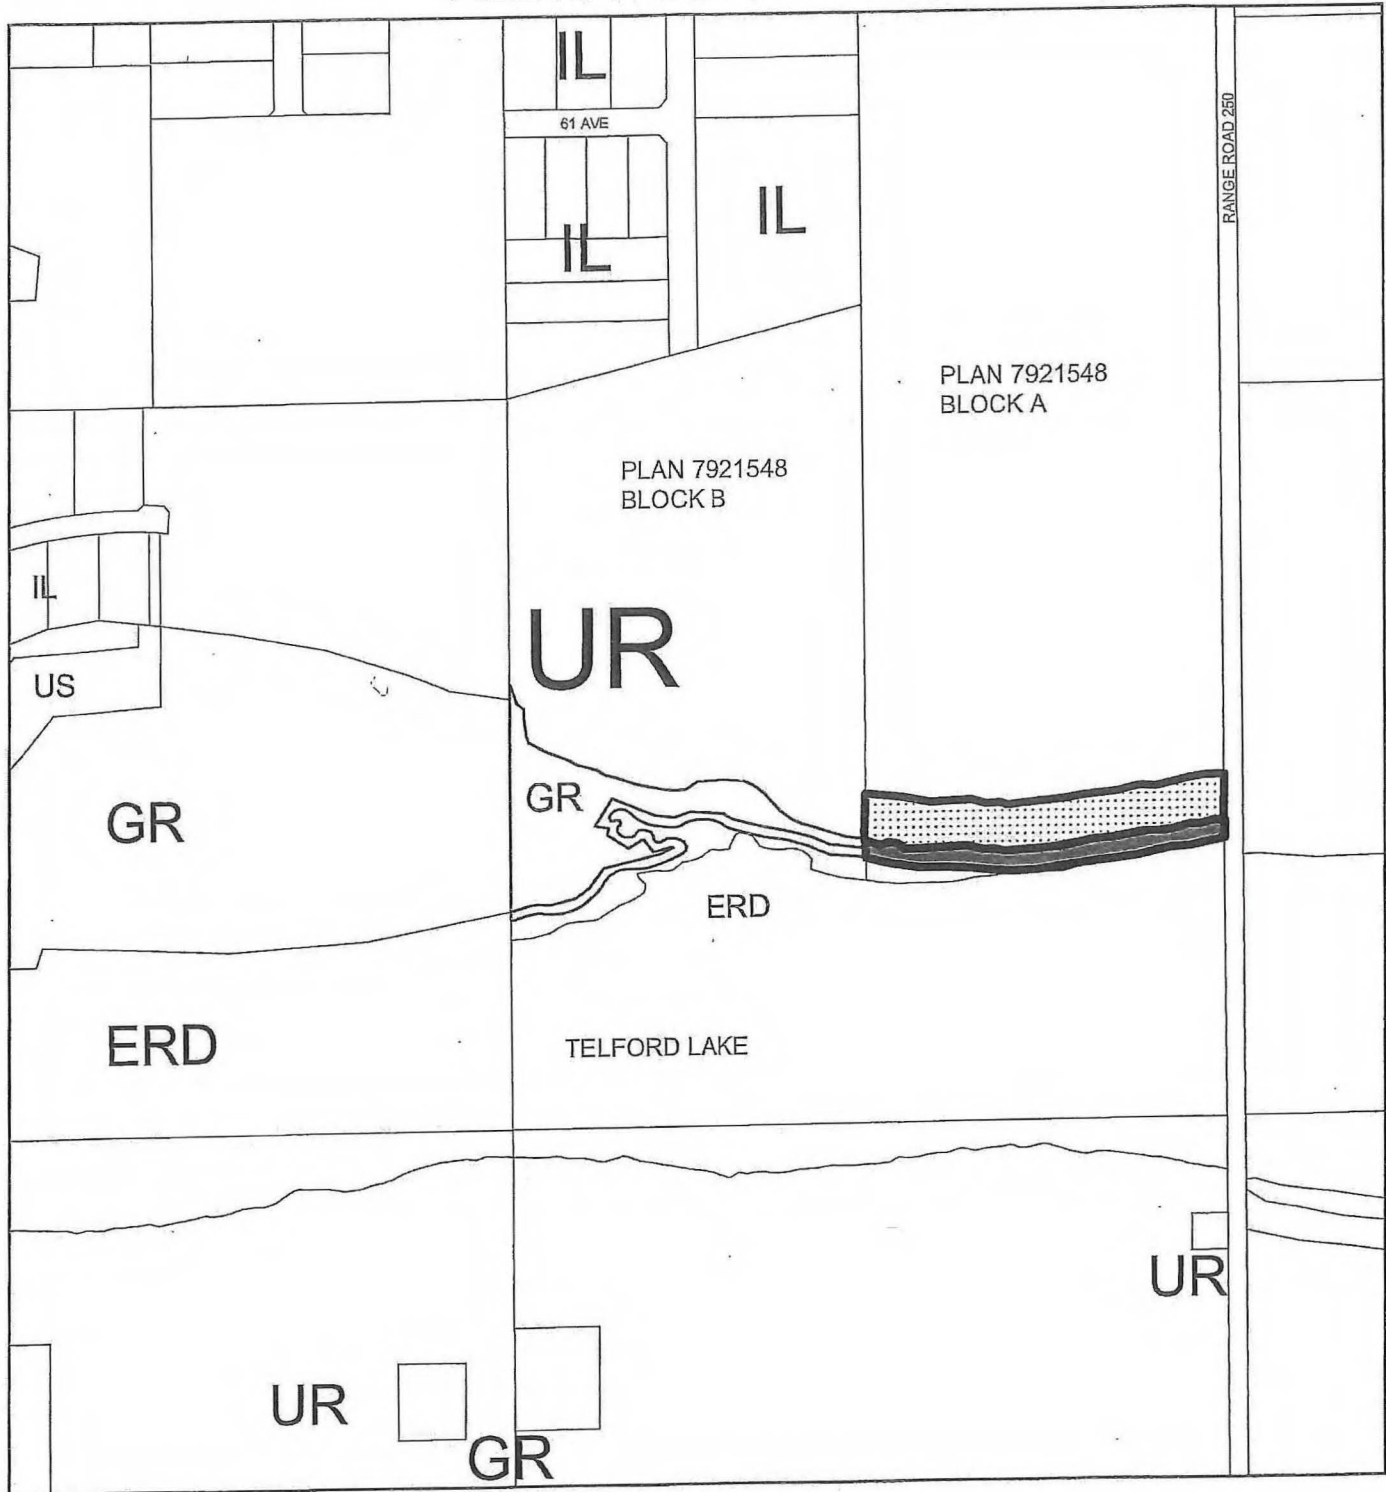 IL
61 AVE
IL
IL
RANGE ROAD 250
PLAN 7921548
BLOCK A
PLAN 7921548
BLOCK B
IL
UR
US
GR
GR
ERD
ERD
TELFORD LAKE
UR
UR
GR